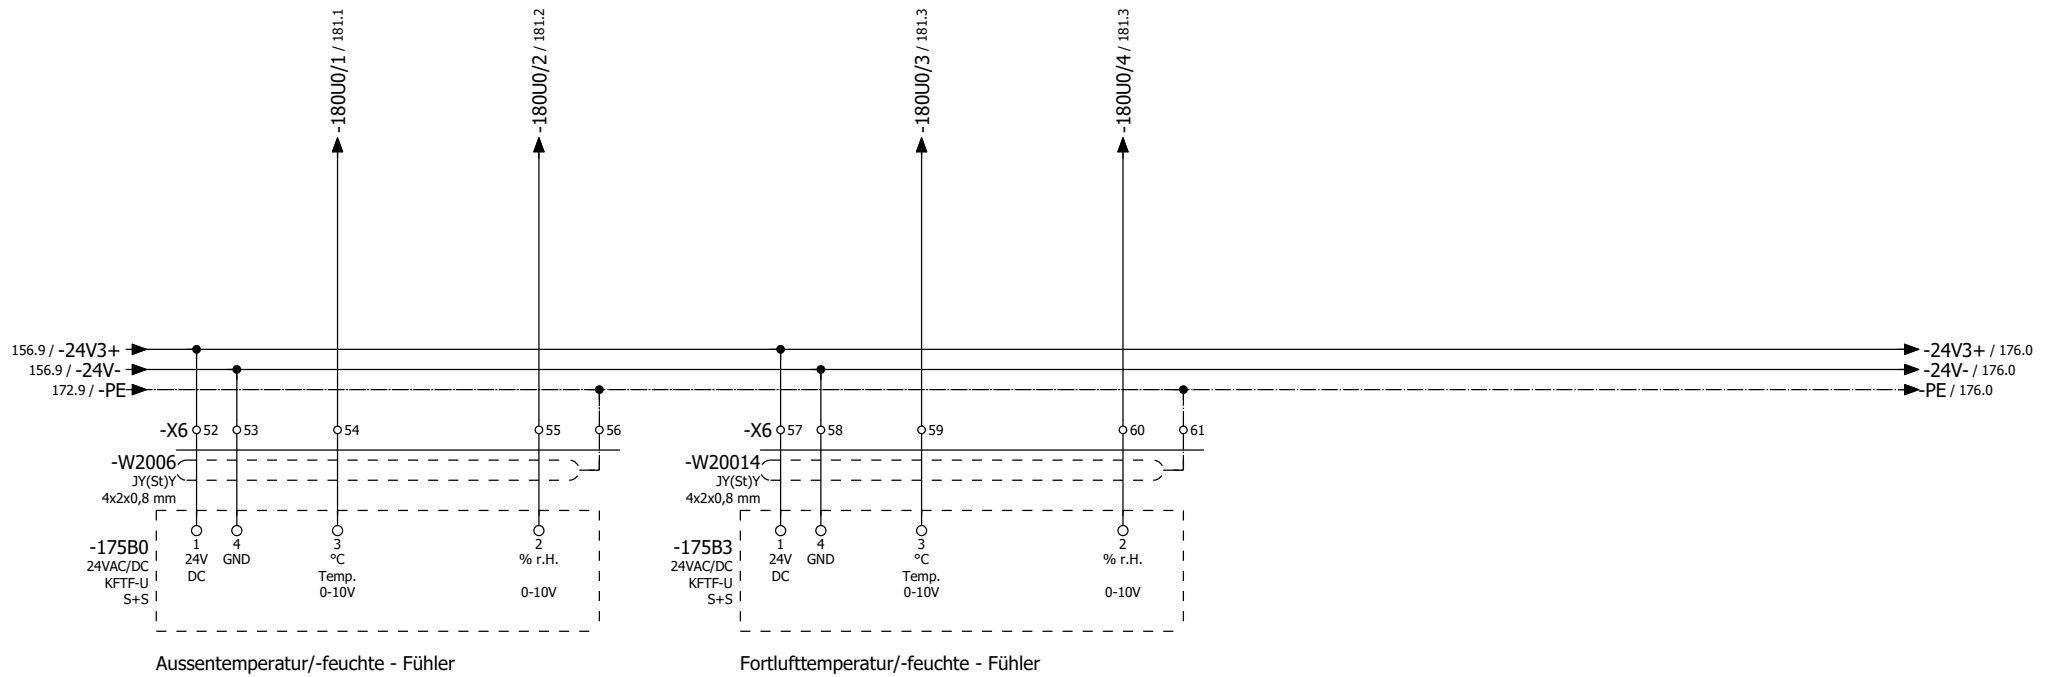 -180U0/1 / 181.1
-180U0/2 / 181.2
-180U0/3 / 181.3
-180U0/4 / 181.3
156.9 / -24V3+
-24V3+ / 176.0
156.9 / -24V-
-24V- / 176.0
172.9 / -PE
-PE / 176.0
-X6 52 53 54 55 56
-X6 57 58 59 60 61
-W2006
JY(St)Y
4x2x0,8 mm
-W20014
JY(St)Y
4x2x0,8 mm
-175B0
24VAC/DC
KFTF-U
S+S
1 4 3 2
24V GND °C % r.H.
DC Temp.
0-10V 0-10V
-175B3
24VAC/DC
KFTF-U
S+S
1 4 3 2
24V GND °C % r.H.
DC Temp.
0-10V 0-10V
Aussentemperatur/-feuchte - Fühler
Fortlufttemperatur/-feuchte - Fühler